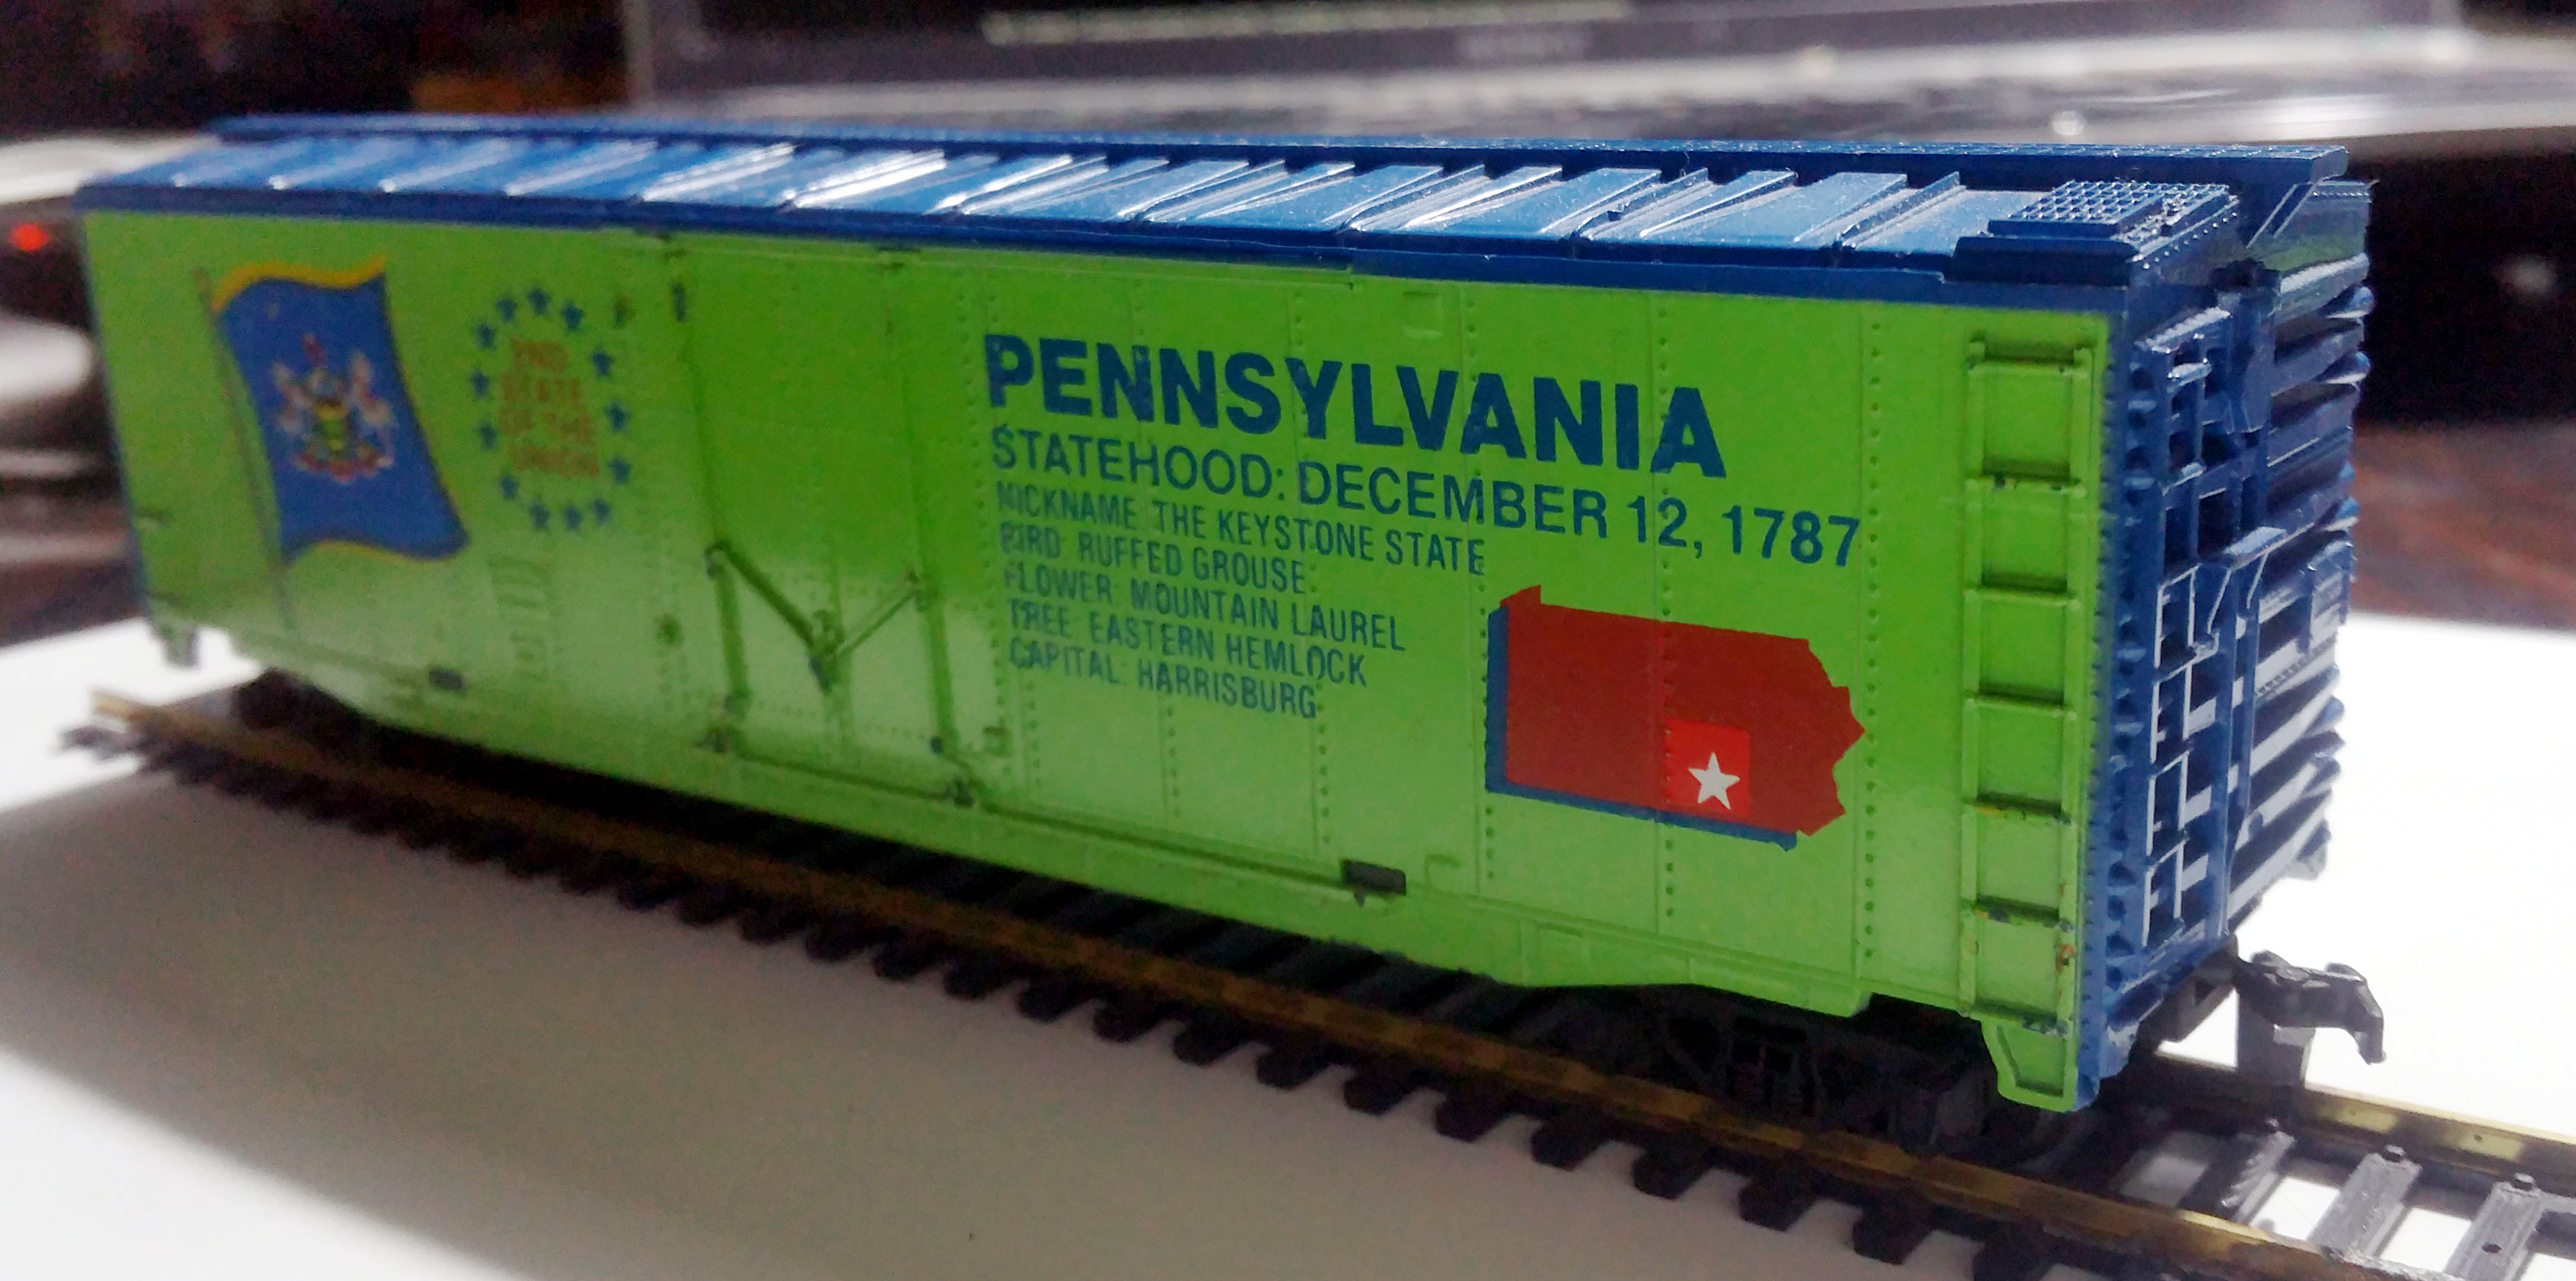 2ND
STATE
OF THE
UNION
PENNSYLVANIA
STATEHOOD: DECEMBER 12, 1787
NICKNAME: THE KEYSTONE STATE
BIRD: RUFFED GROUSE
FLOWER: MOUNTAIN LAUREL
TREE: EASTERN HEMLOCK
CAPITAL: HARRISBURG